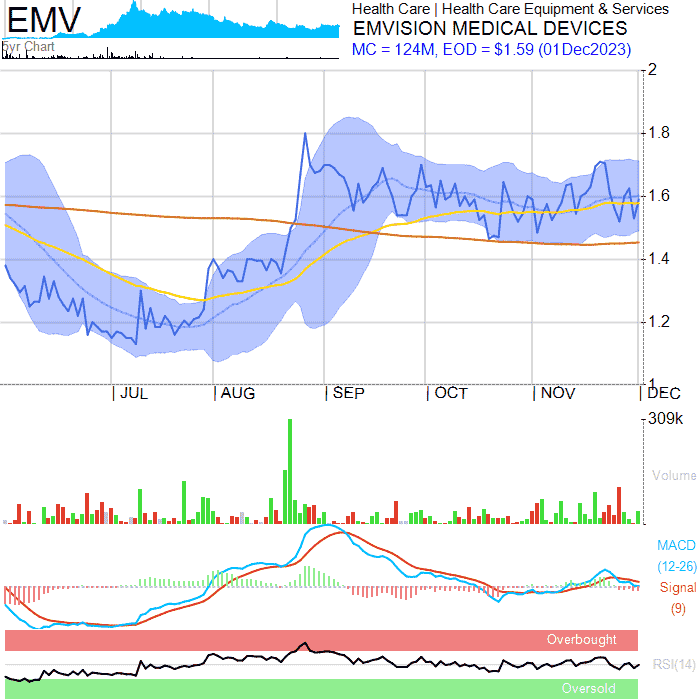 EMV
5yr Chart
Health Care | Health Care Equipment & Services
EMVISION MEDICAL DEVICES
MC = 124M, EOD = $1.59 (01Dec2023)
2
1.8
1.6
1.4
1.2
1
JUL AUG SEP OCT NOV DEC
309k
Volume
MACD
(12-26)
Signal
(9)
Overbought
RSI(14)
Oversold